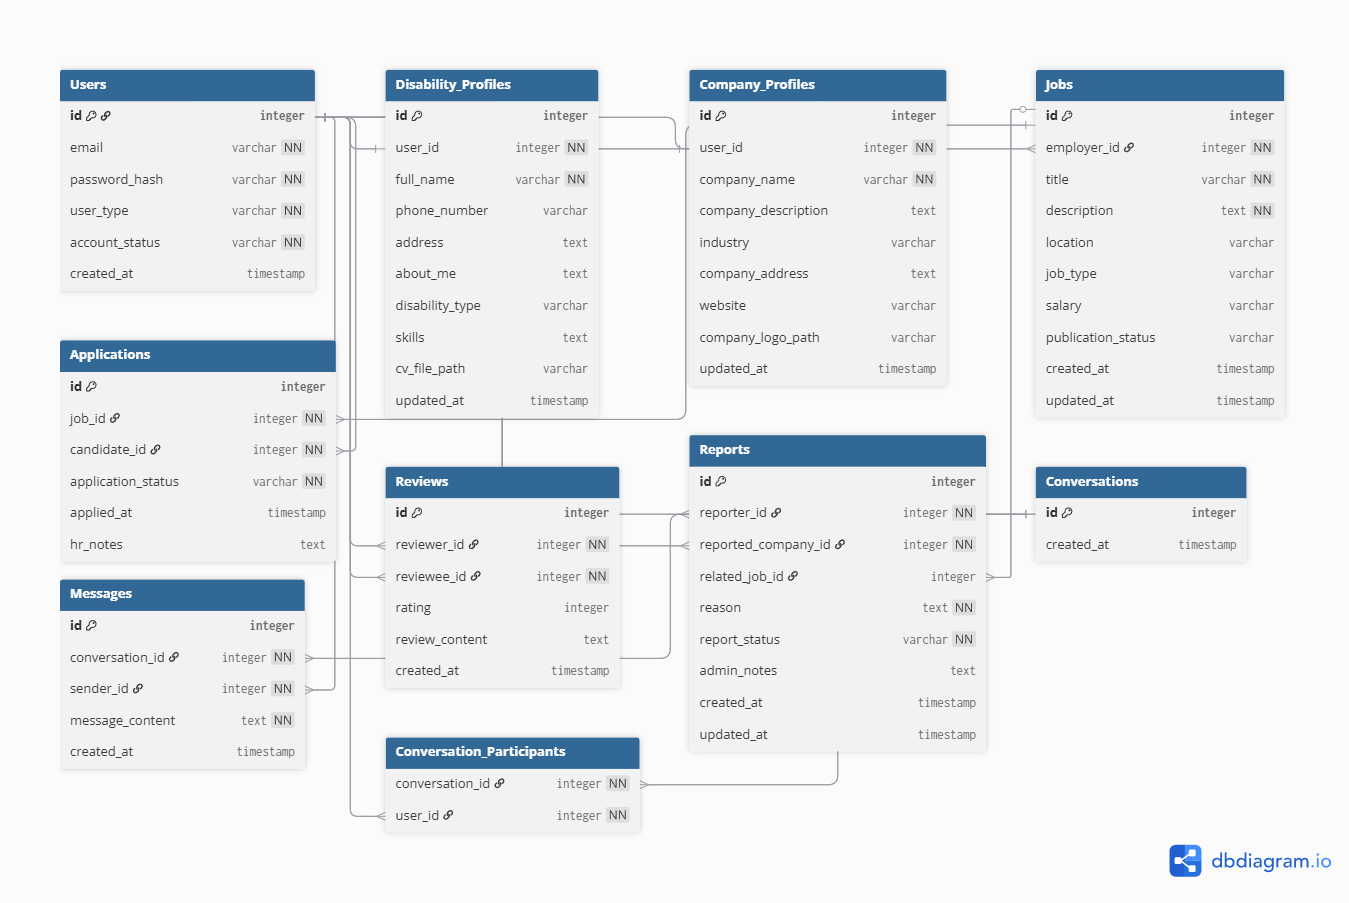 Users
id integer
email varchar NN
password_hash varchar NN
user_type varchar NN
account_status varchar NN
created_at timestamp
Disability_Profiles
id integer
user_id integer NN
full_name varchar NN
phone_number varchar
address text
about_me text
disability_type varchar
skills text
cv_file_path varchar
updated_at timestamp
Company_Profiles
id integer
user_id integer NN
company_name varchar NN
company_description text
industry varchar
company_address text
website varchar
company_logo_path varchar
updated_at timestamp
Jobs
id integer
employer_id integer NN
title varchar NN
description text NN
location varchar
job_type varchar
salary varchar
publication_status varchar
created_at timestamp
updated_at timestamp
Applications
id integer
job_id integer NN
candidate_id integer NN
application_status varchar NN
applied_at timestamp
hr_notes text
Reviews
id integer
reviewer_id integer NN
reviewee_id integer NN
rating integer
review_content text
created_at timestamp
Reports
id integer
reporter_id integer NN
reported_company_id integer NN
related_job_id integer
reason text NN
report_status varchar NN
admin_notes text
created_at timestamp
updated_at timestamp
Conversations
id integer
created_at timestamp
Messages
id integer
conversation_id integer NN
sender_id integer NN
message_content text NN
created_at timestamp
Conversation_Participants
conversation_id integer NN
user_id integer NN
dbdiagram.io